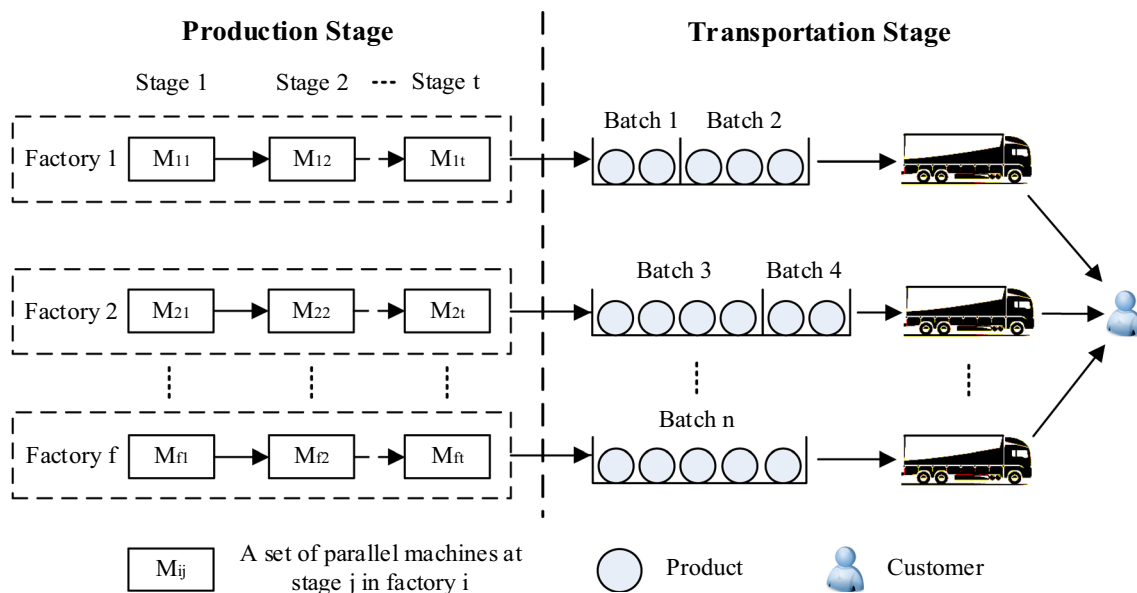 Production Stage
Transportation Stage
Stage 1
Stage 2
Stage t
Batch 1
Batch 2
Factory 1
M11
M12
M1t
Batch 3
Batch 4
Factory 2
M21
M22
M2t
Batch n
Factory f
Mf1
Mf2
Mft
Mij
A set of parallel machines at
stage j in factory i
Product
Customer